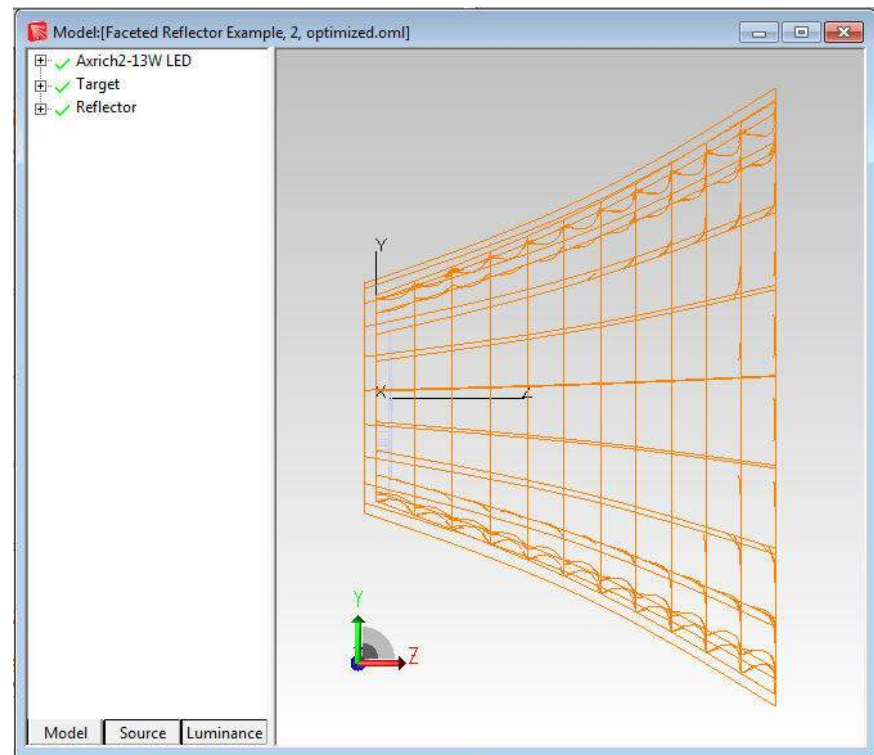 Model:[Faceted Reflector Example, 2, optimized.oml]
Axrich2-13W LED
Target
Reflector
Y
X
Z
Y
Z
Model Source Luminance